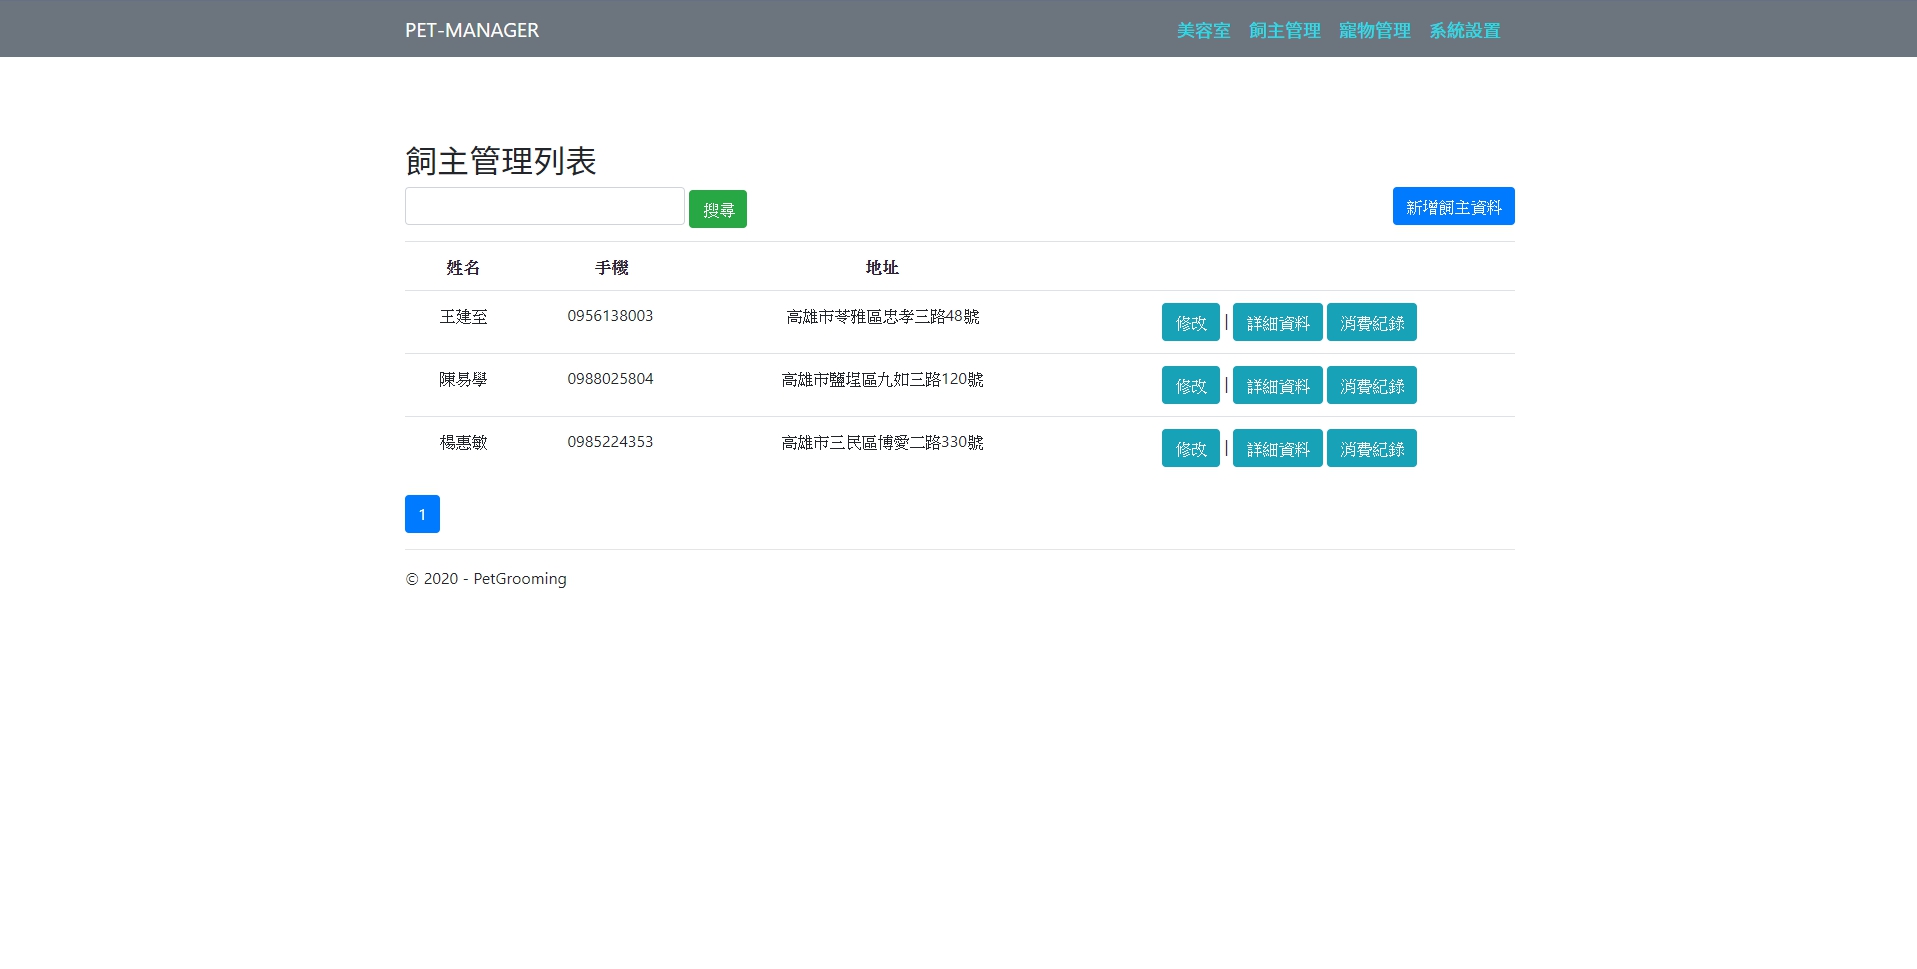 PET-MANAGER 美容室 飼主管理 寵物管理 系統設置
飼主管理列表
搜尋 新增飼主資料
姓名 手機 地址
王建至 0956138003 高雄市苓雅區忠孝三路48號 修改 | 詳細資料 消費紀錄
陳易學 0988025804 高雄市鹽埕區九如三路120號 修改 | 詳細資料 消費紀錄
楊惠敏 0985224353 高雄市三民區博愛二路330號 修改 | 詳細資料 消費紀錄
1
© 2020 - PetGrooming